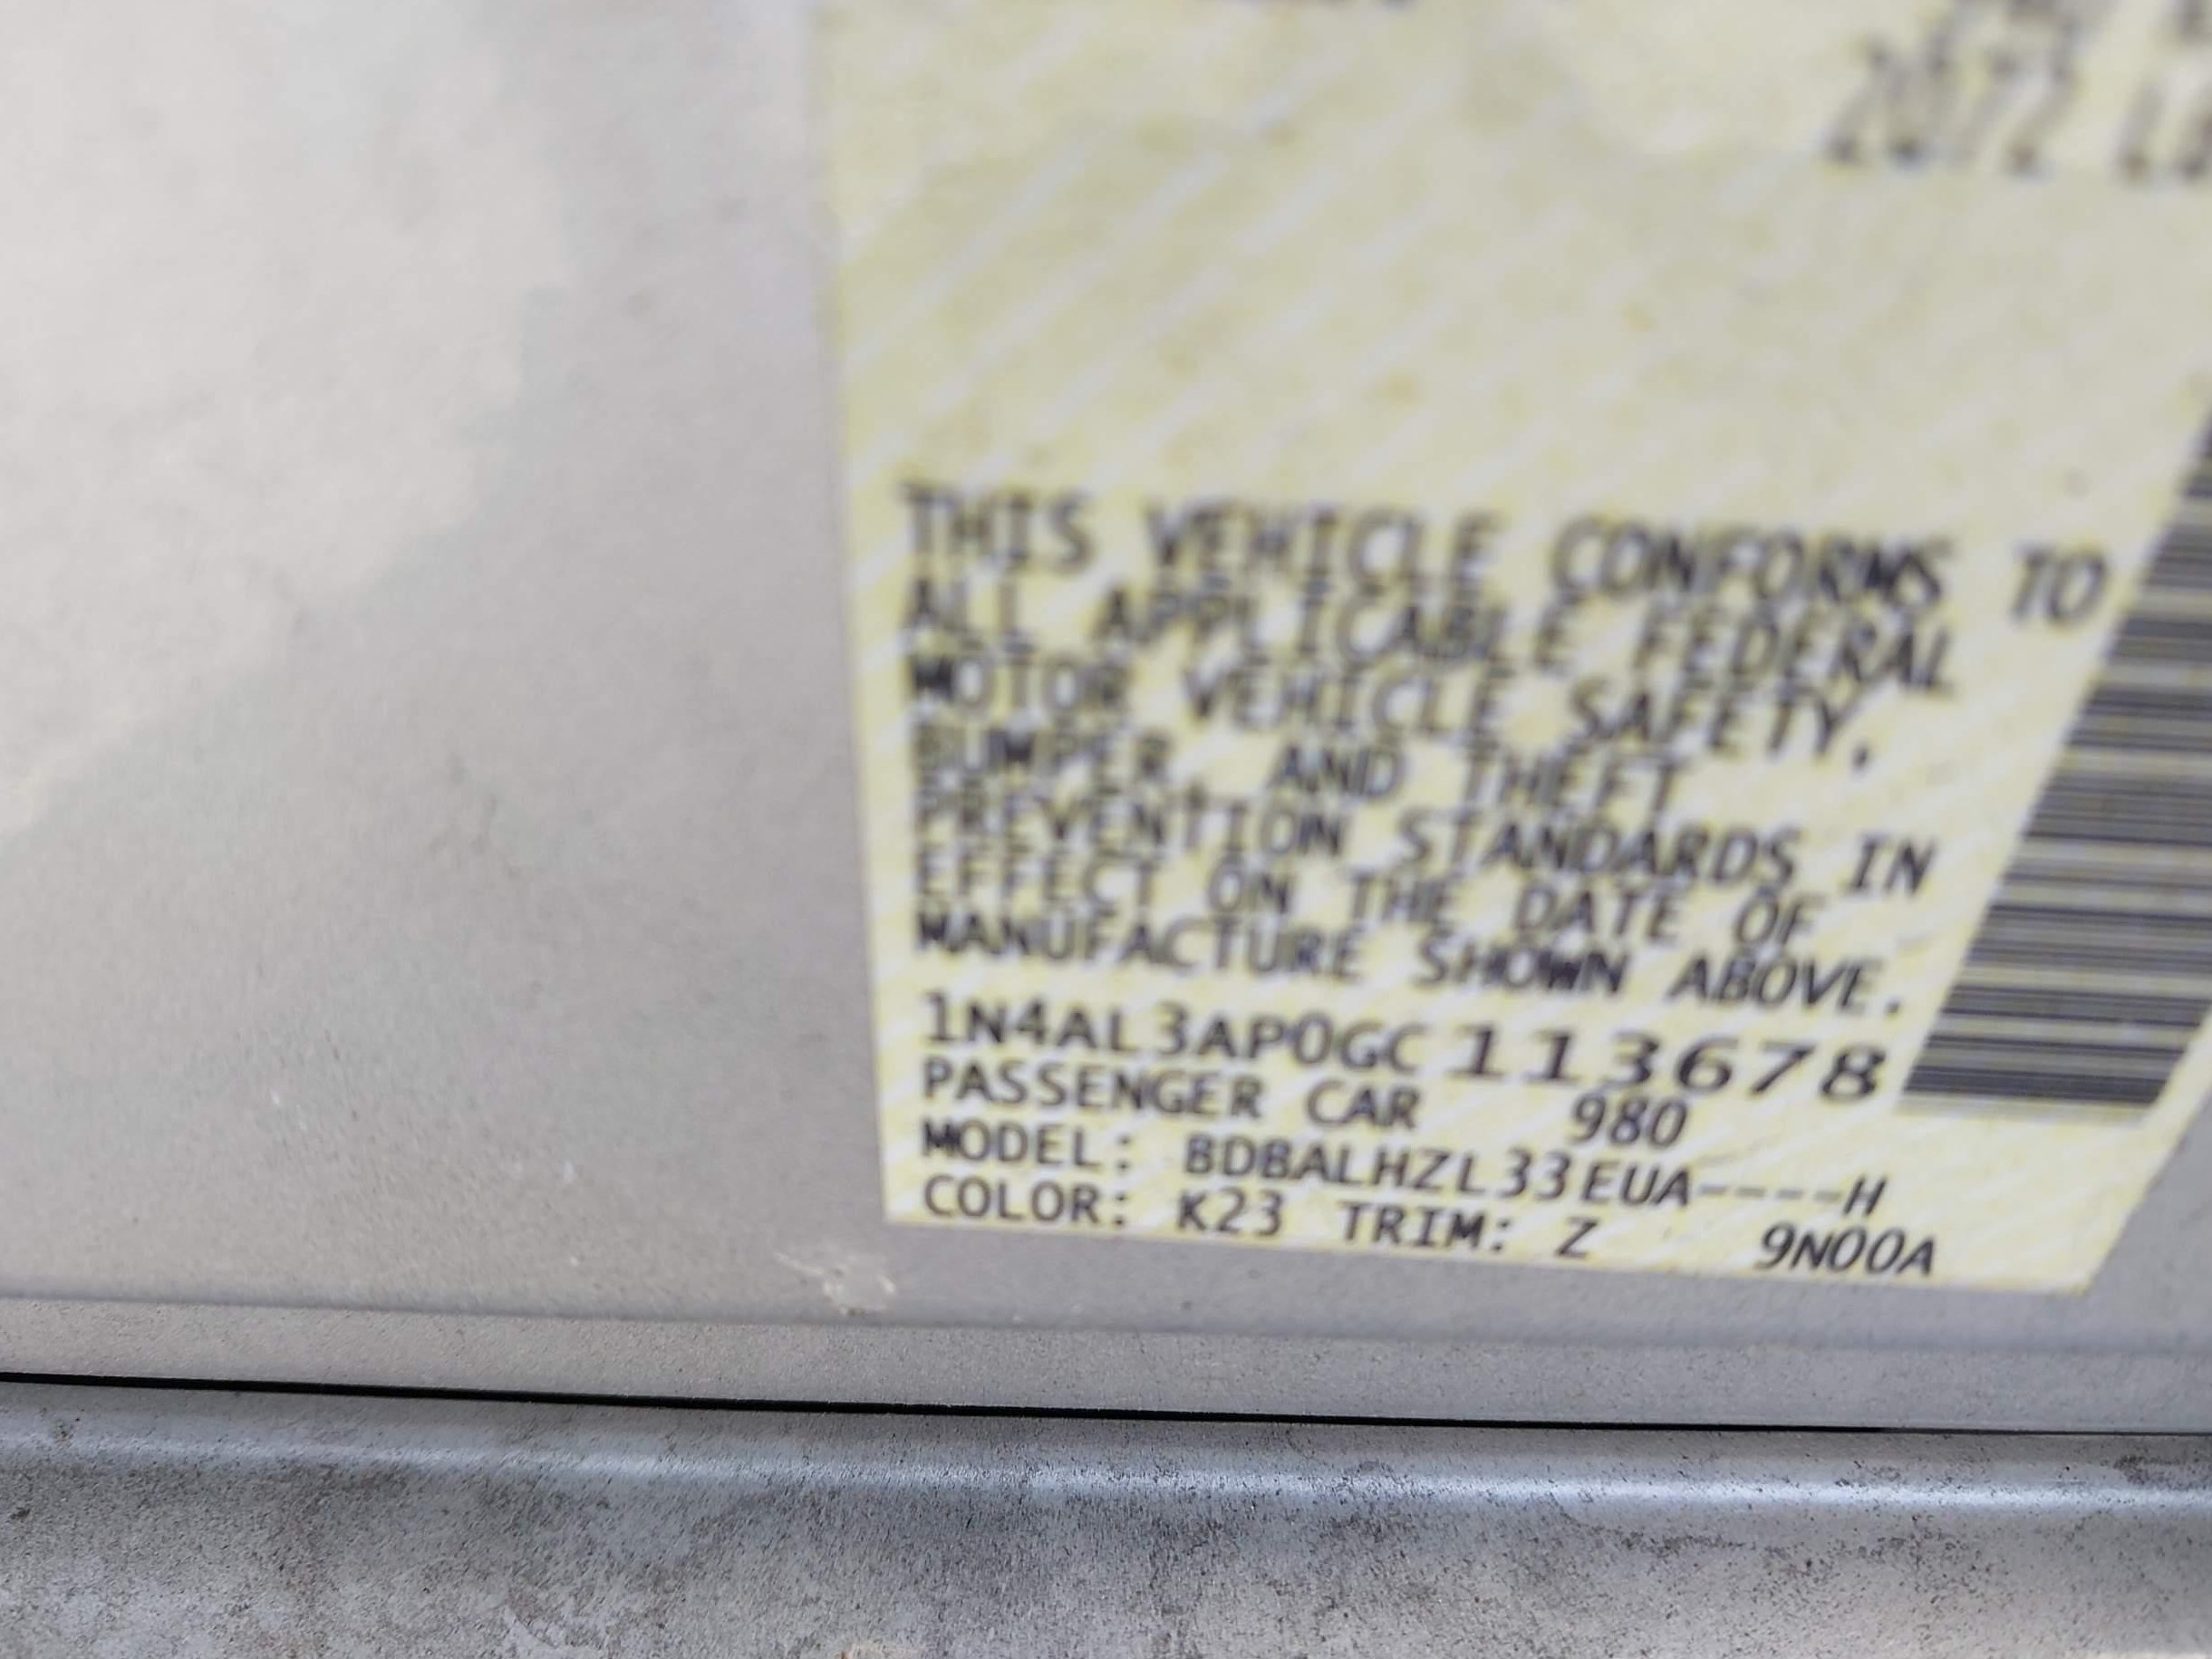 THIS VEHICLE CONFORMS TO
ALL APPLICABLE FEDERAL
MOTOR VEHICLE SAFETY,
BUMPER, AND THEFT
PREVENTION STANDARDS IN
EFFECT ON THE DATE OF
MANUFACTURE SHOWN ABOVE.
1N4AL3AP0GC113678
PASSENGER CAR 980
MODEL: BDBALHZL33EUA----H
COLOR: K23 TRIM: Z 9N00A